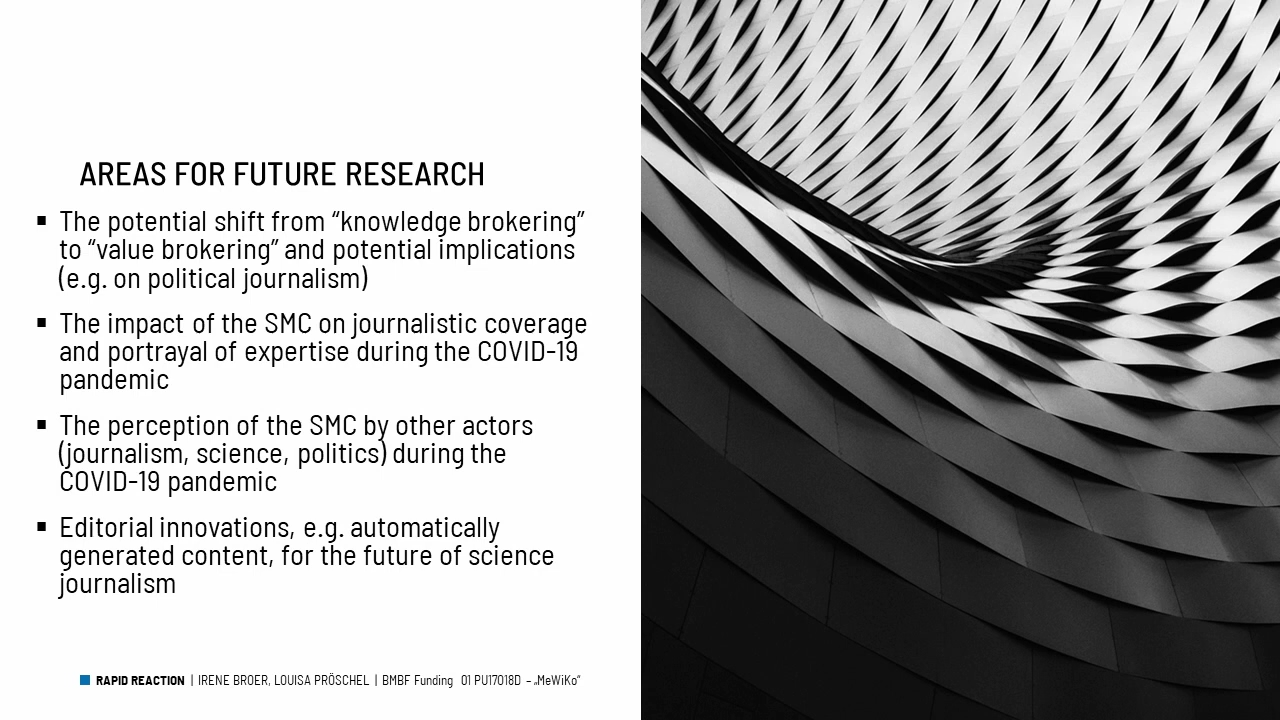 AREAS FOR FUTURE RESEARCH
▪ The potential shift from “knowledge brokering”
to “value brokering” and potential implications
(e.g. on political journalism)
▪ The impact of the SMC on journalistic coverage
and portrayal of expertise during the COVID-19
pandemic
▪ The perception of the SMC by other actors
(journalism, science, politics) during the
COVID-19 pandemic
▪ Editorial innovations, e.g. automatically
generated content, for the future of science
journalism
RAPID REACTION | IRENE BROER, LOUISA PRÖSCHEL | BMBF Funding 01 PU17018D – „MeWiKo“